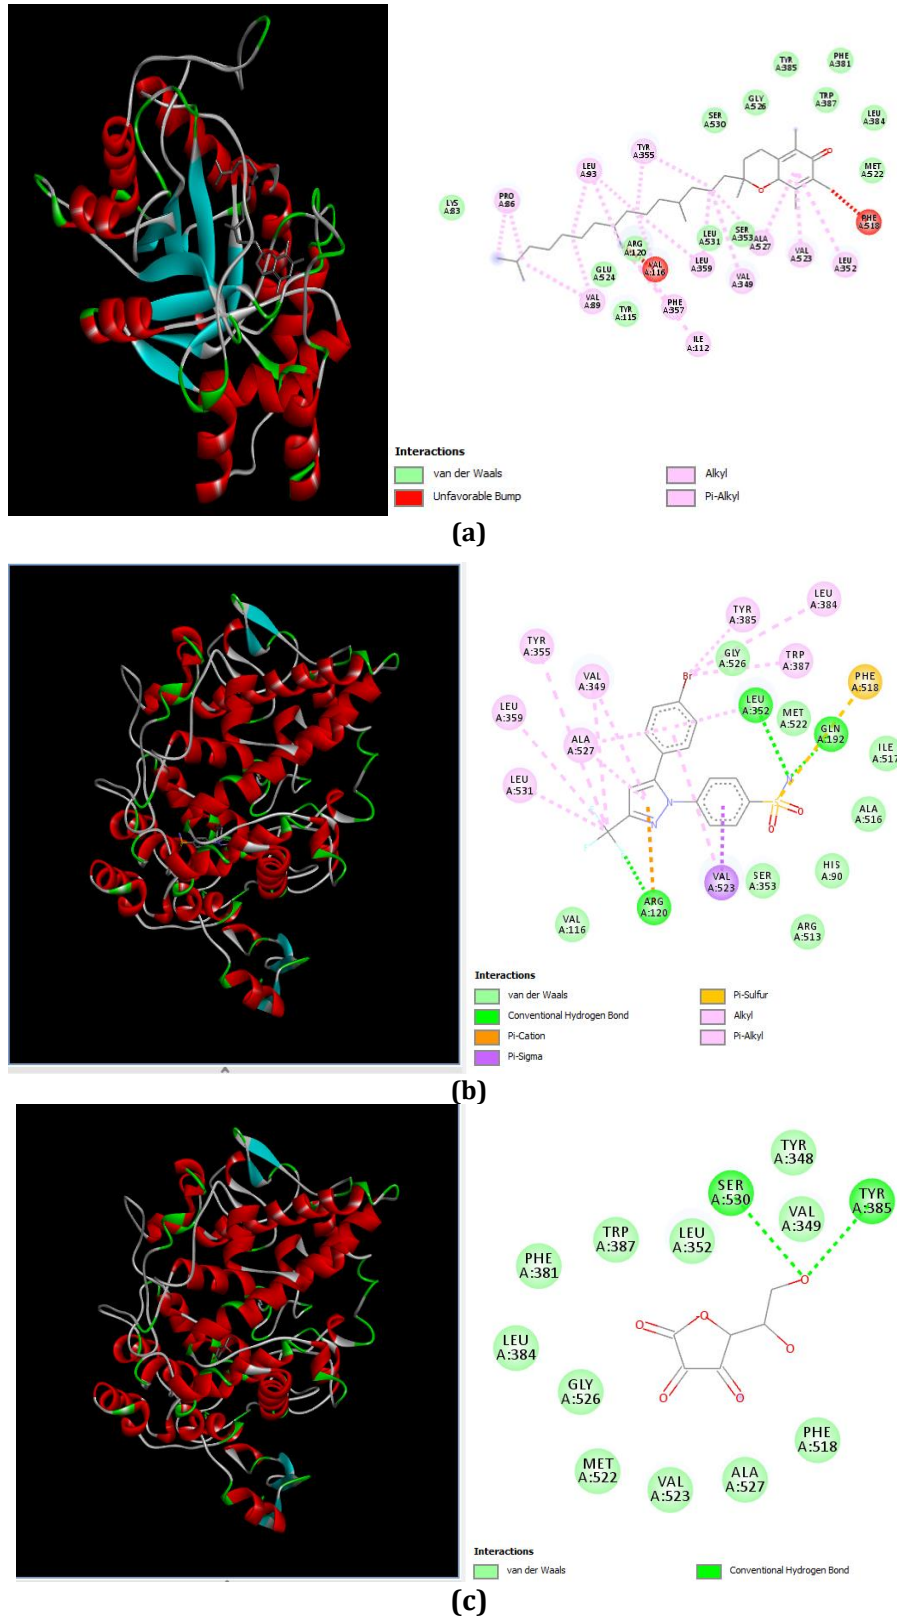 TYR
A:385
PHE
A:381
GLY
A:526
TRP
A:387
SER
A:530
LEU
A:384
TYR
A:355
LEU
A:93
MET
A:522
PRO
A:86
LYS
A:83
PHE
A:518
ARG
A:120
LEU
A:531
SER
A:353
ALA
A:527
VAL
A:523
LEU
A:352
GLU
A:524
VAL
A:116
LEU
A:359
VAL
A:349
VAL
A:89
TYR
A:115
PHE
A:357
ILE
A:112
O
O
Interactions
van der Waals
Unfavorable Bump
Alkyl
Pi-Alkyl
(a)
LEU
A:384
TYR
A:385
TYR
A:355
GLY
A:526
TRP
A:387
VAL
A:349
PHE
A:518
Br
LEU
A:359
LEU
A:352
MET
A:522
GLN
A:192
ALA
A:527
ILE
A:517
LEU
A:531
N
S
O
O
N
N
F
ALA
A:516
HIS
A:90
VAL
A:523
SER
A:353
ARG
A:120
VAL
A:116
ARG
A:513
Interactions
van der Waals
Conventional Hydrogen Bond
Pi-Cation
Pi-Sigma
Pi-Sulfur
Alkyl
Pi-Alkyl
(b)
TYR
A:348
SER
A:530
TYR
A:385
VAL
A:349
TRP
A:387
LEU
A:352
PHE
A:381
O
O
O
O
O
O
LEU
A:384
GLY
A:526
PHE
A:518
MET
A:522
VAL
A:523
ALA
A:527
Interactions
van der Waals
Conventional Hydrogen Bond
(c)